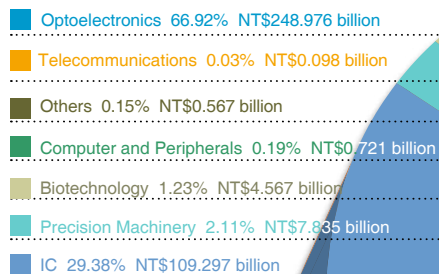 Optoelectronics 66.92% NT$248.976 billion
Telecommunications 0.03% NT$0.098 billion
Others 0.15% NT$0.567 billion
Computer and Peripherals 0.19% NT$0.721 billion
Biotechnology 1.23% NT$4.567 billion
Precision Machinery 2.11% NT$7.835 billion
IC 29.38% NT$109.297 billion